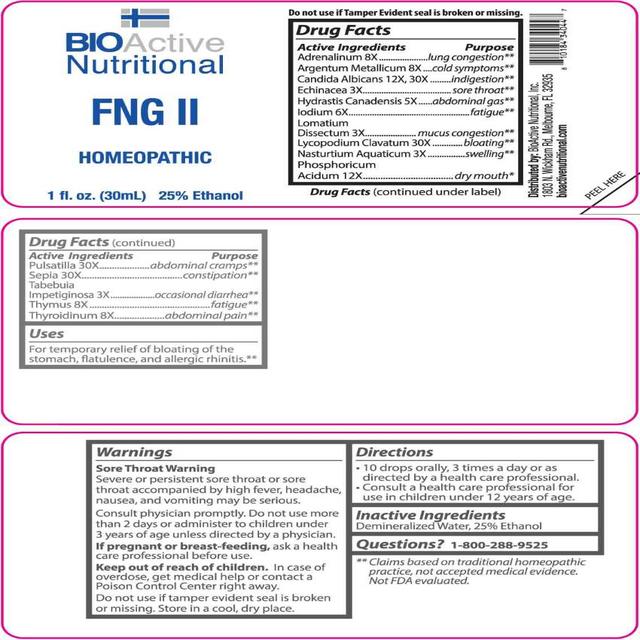 BIOActive
Nutritional
FNG II
HOMEOPATHIC
1 fl. oz. (30mL) 25% Ethanol
Do not use if Tamper Evident seal is broken or missing.
Drug Facts
Active Ingredients Purpose
Adrenalinum 8X..................lung congestion**
Argentum Metallicum 8X....cold symptoms**
Candida Albicans 12X, 30X............indigestion**
Echinacea 3X.........................sore throat**
Hydrastis Canadensis 5X......abdominal gas**
Iodium 6X..................................fatigue**
Lomatium
Dissectum 3X................mucus congestion**
Lycopodium Clavatum 30X...........bloating**
Nasturtium Aquaticum 3X............swelling**
Phosphoricum
Acidum 12X..........................dry mouth*
Drug Facts (continued under label)
Distributed by: BioActive Nutritional, Inc.
1803 N. Wickham Rd., Melbourne, FL 32935
bioactivenutritional.com
PEEL HERE
Drug Facts (continued)
Active Ingredients Purpose
Pulsatilla 30X...............abdominal cramps**
Sepia 30X..............................constipation**
Tabebuia
Impetiginosa 3X............occasional diarrhea**
Thymus 8X.................................fatigue**
Thyroidinum 8X...............abdominal pain**
Uses
For temporary relief of bloating of the
stomach, flatulence, and allergic rhinitis.**
Warnings
Sore Throat Warning
Severe or persistent sore throat or sore
throat accompanied by high fever, headache,
nausea, and vomiting may be serious.
Consult physician promptly. Do not use more
than 2 days or administer to children under
3 years of age unless directed by a physician.
If pregnant or breast-feeding, ask a health
care professional before use.
Keep out of reach of children. In case of
overdose, get medical help or contact a
Poison Control Center right away.
Do not use if tamper evident seal is broken
or missing. Store in a cool, dry place.
Directions
• 10 drops orally, 3 times a day or as
directed by a health care professional.
• Consult a health care professional for
use in children under 12 years of age.
Inactive Ingredients
Demineralized Water, 25% Ethanol
Questions? 1-800-288-9525
** Claims based on traditional homeopathic
practice, not accepted medical evidence.
Not FDA evaluated.